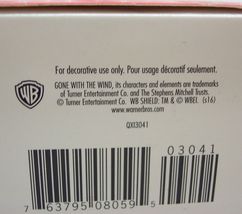 For decorative use only. Pour usage décoratif seulement.
GONE WITH THE WIND, its characters and elements are trademarks
of Turner Entertainment Co. and The Stephens Mitchell Trusts.
© Turner Entertainment Co. WB SHIELD: TM & © WBEI. (s16)
www.warnerbros.com
WB
QXI3041
03041
7 63795 08059 5